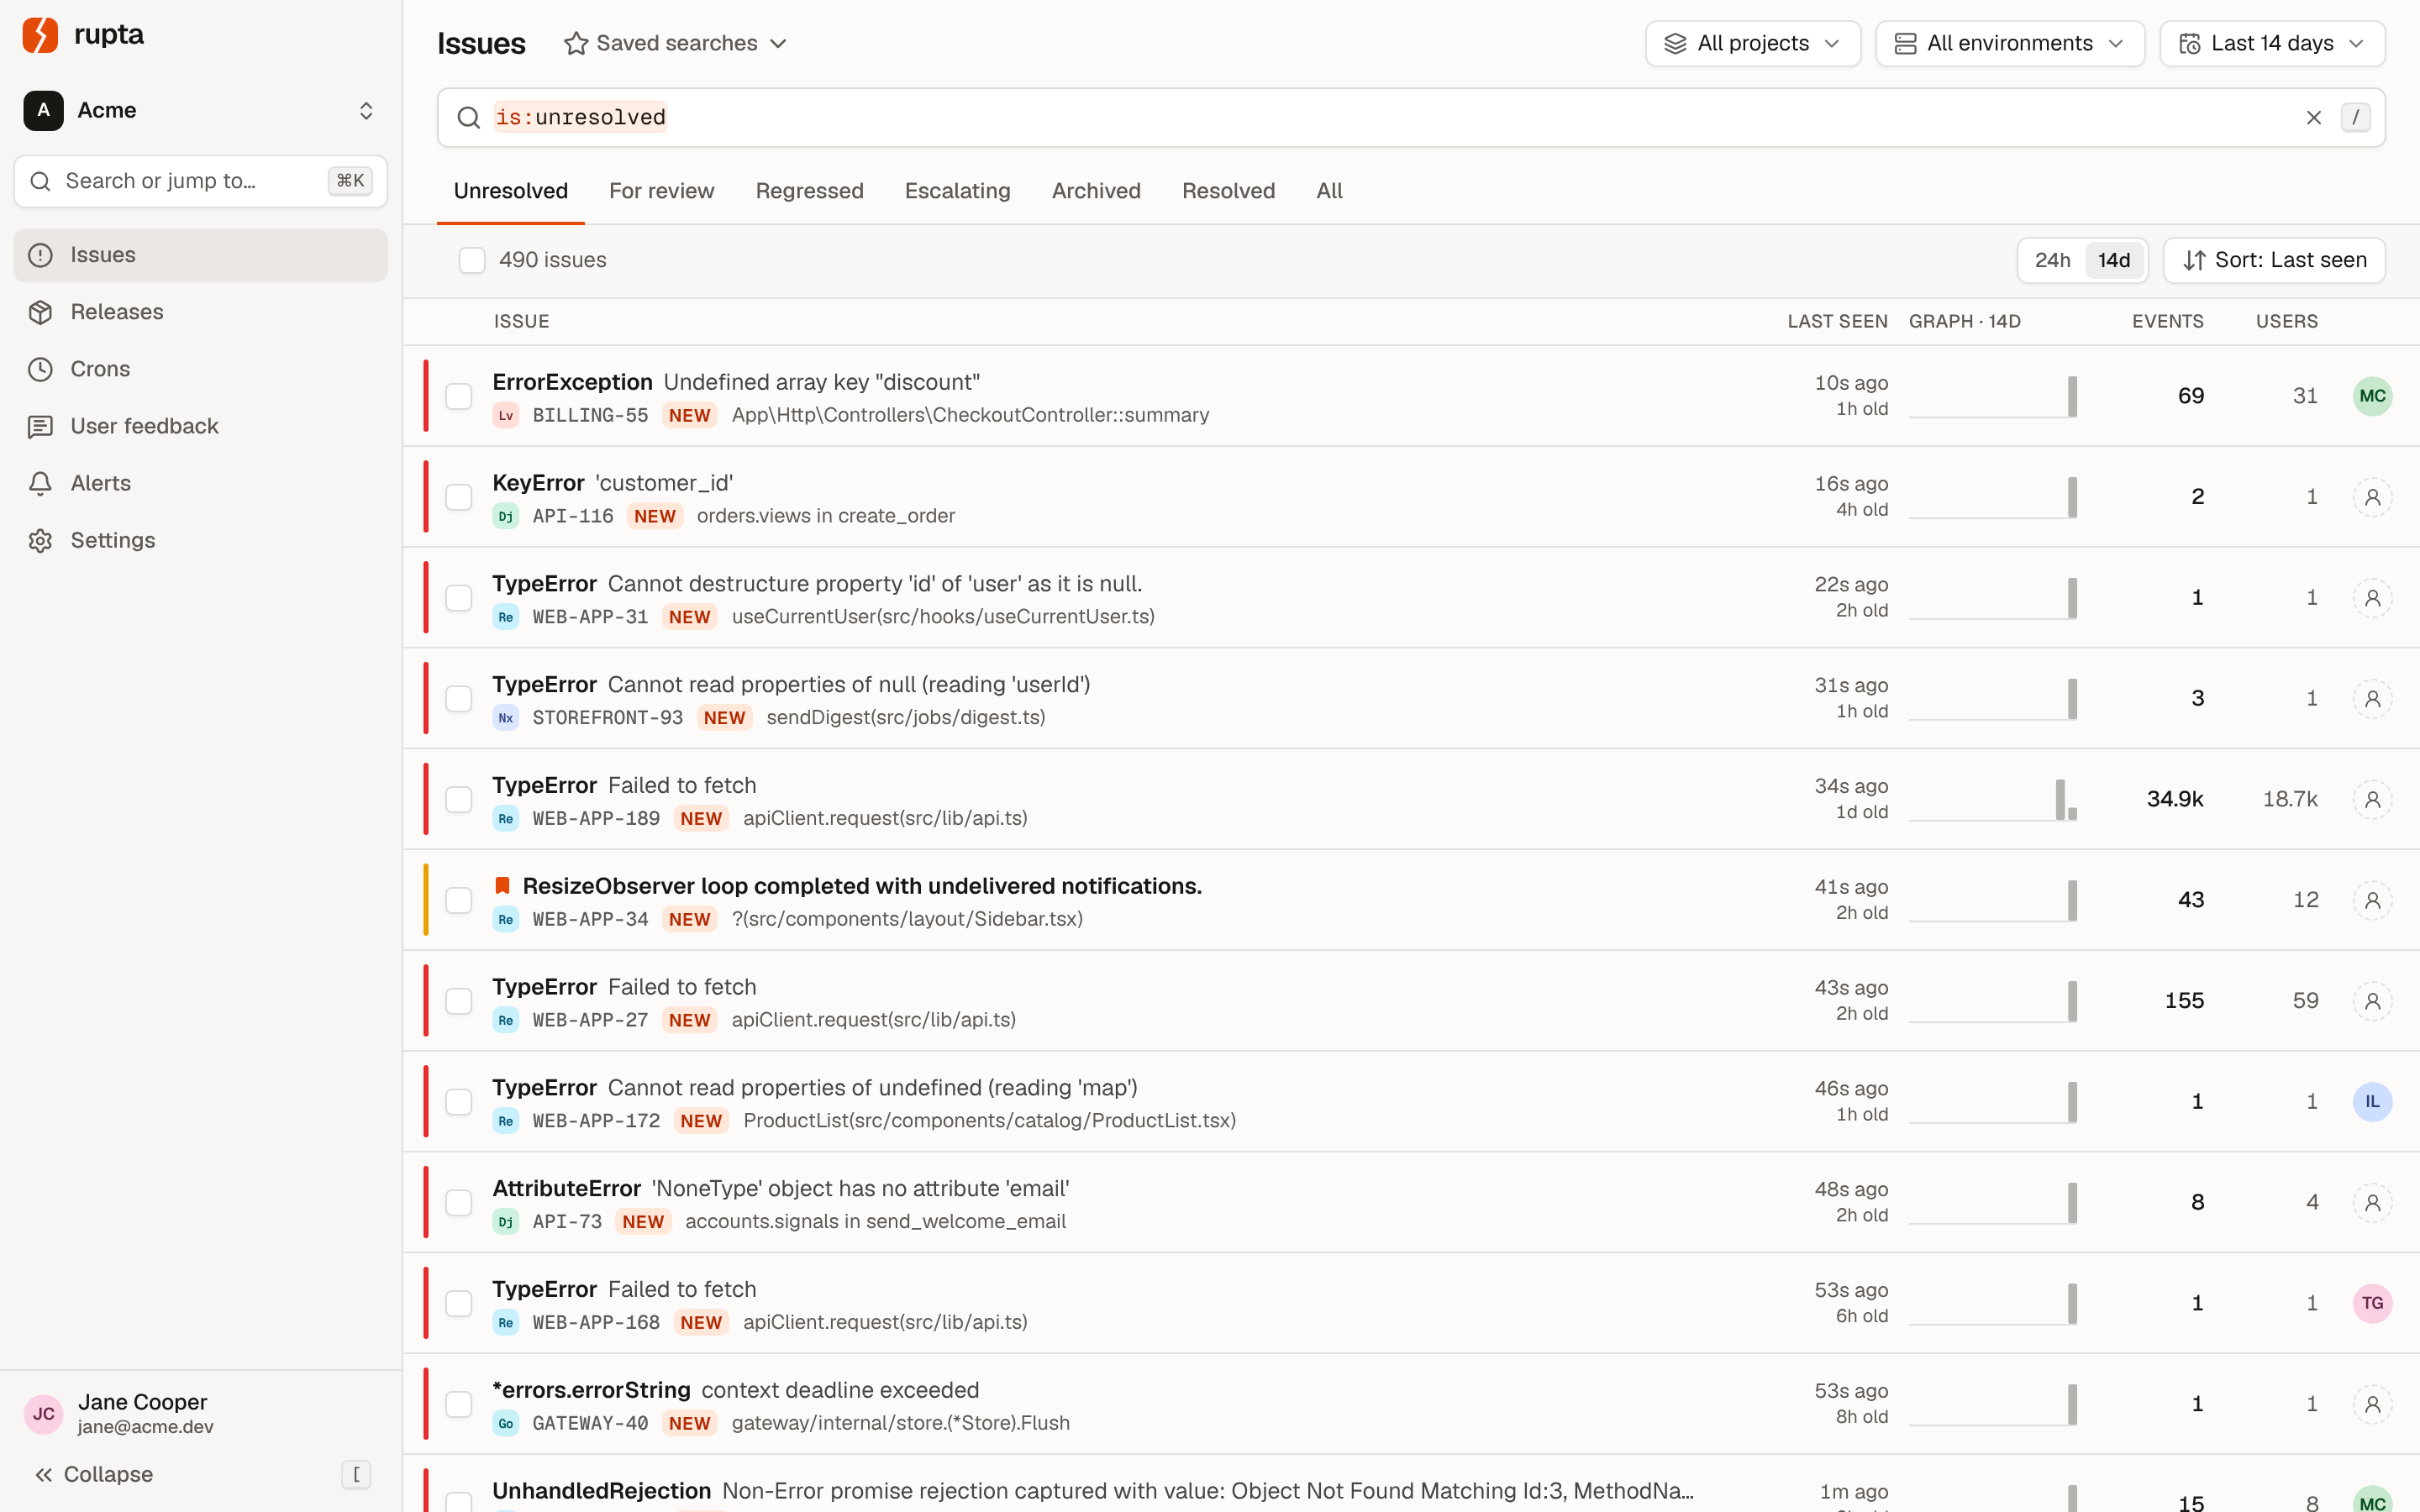 rupta
A
Acme
Search or jump to…
⌘K
Issues
Releases
Crons
User feedback
Alerts
Settings
JC
Jane Cooper
jane@acme.dev
Collapse
[
Issues
Saved searches
All projects
All environments
Last 14 days
is:unresolved
/
Unresolved
For review
Regressed
Escalating
Archived
Resolved
All
490 issues
24h
14d
Sort: Last seen
ISSUE
LAST SEEN
GRAPH · 14D
EVENTS
USERS
ErrorException Undefined array key "discount"
Lv BILLING-55 NEW App\Http\Controllers\CheckoutController::summary
10s ago
1h old
69
31
MC
KeyError 'customer_id'
Dj API-116 NEW orders.views in create_order
16s ago
4h old
2
1
TypeError Cannot destructure property 'id' of 'user' as it is null.
Re WEB-APP-31 NEW useCurrentUser(src/hooks/useCurrentUser.ts)
22s ago
2h old
1
1
TypeError Cannot read properties of null (reading 'userId')
Nx STOREFRONT-93 NEW sendDigest(src/jobs/digest.ts)
31s ago
1h old
3
1
TypeError Failed to fetch
Re WEB-APP-189 NEW apiClient.request(src/lib/api.ts)
34s ago
1d old
34.9k
18.7k
ResizeObserver loop completed with undelivered notifications.
Re WEB-APP-34 NEW ?(src/components/layout/Sidebar.tsx)
41s ago
2h old
43
12
TypeError Failed to fetch
Re WEB-APP-27 NEW apiClient.request(src/lib/api.ts)
43s ago
2h old
155
59
TypeError Cannot read properties of undefined (reading 'map')
Re WEB-APP-172 NEW ProductList(src/components/catalog/ProductList.tsx)
46s ago
1h old
1
1
IL
AttributeError 'NoneType' object has no attribute 'email'
Dj API-73 NEW accounts.signals in send_welcome_email
48s ago
2h old
8
4
TypeError Failed to fetch
Re WEB-APP-168 NEW apiClient.request(src/lib/api.ts)
53s ago
6h old
1
1
TG
*errors.errorString context deadline exceeded
Go GATEWAY-40 NEW gateway/internal/store.(*Store).Flush
53s ago
8h old
1
1
UnhandledRejection Non-Error promise rejection captured with value: Object Not Found Matching Id:3, MethodNa…
1m ago
15
8
MC